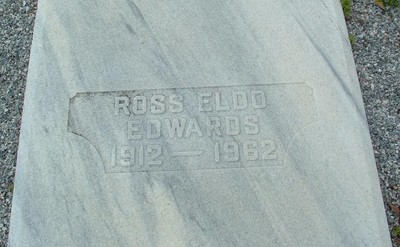 ROSS ELDO
EDWARDS
1912 — 1962